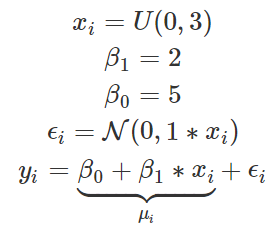 xᵢ = U(0, 3)
β₁ = 2
β₀ = 5
ϵᵢ = 𝒩(0, 1 * xᵢ)
yᵢ = β₀ + β₁ * xᵢ + ϵᵢ
μᵢ